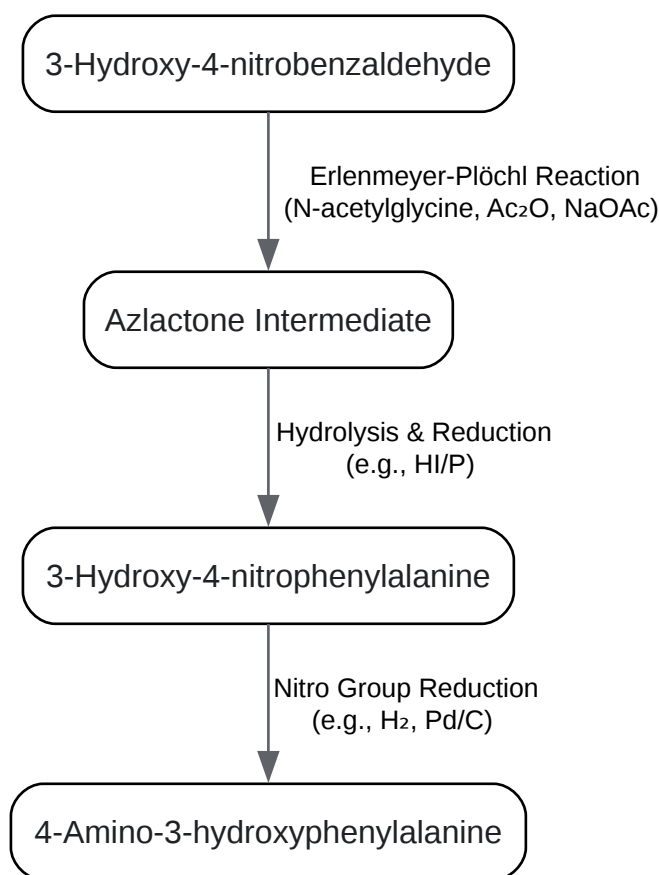 3-Hydroxy-4-nitrobenzaldehyde
Erlenmeyer-Plöchl Reaction
(N-acetylglycine, Ac₂O, NaOAc)
Azlactone Intermediate
Hydrolysis & Reduction
(e.g., HI/P)
3-Hydroxy-4-nitrophenylalanine
Nitro Group Reduction
(e.g., H₂, Pd/C)
4-Amino-3-hydroxyphenylalanine